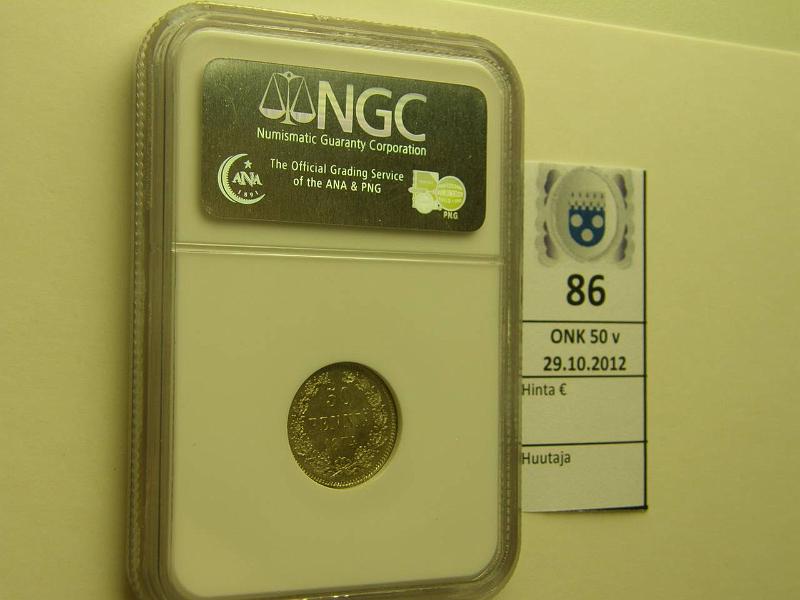 NGC
Numismatic Guaranty Corporation
The Official Grading Service
of the ANA & PNG
ANA
1891
P.N.G.
50
PENNIÄ
86
ONK 50 v
29.10.2012
Hinta €
Huutaja